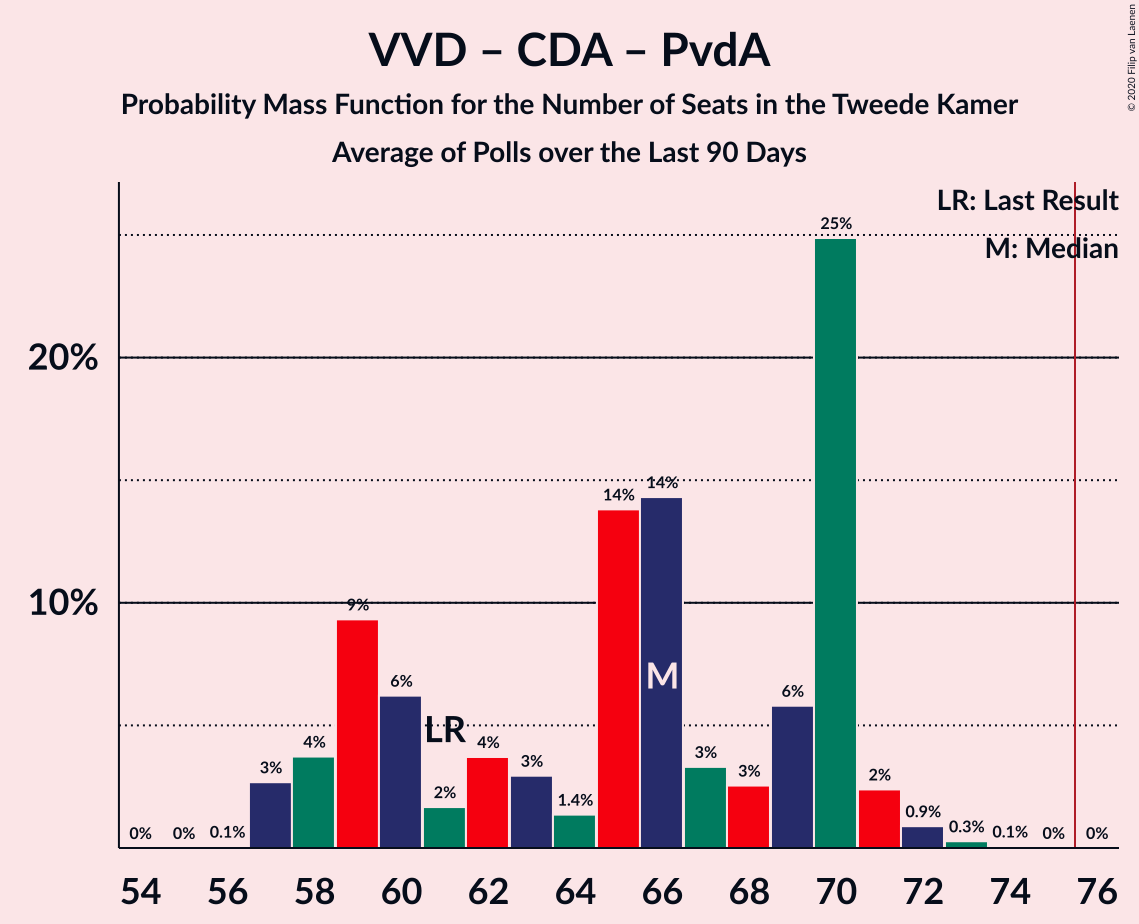 VVD – CDA – PvdA
Probability Mass Function for the Number of Seats in the Tweede Kamer
Average of Polls over the Last 90 Days
© 2020 Filip van Laenen
LR: Last Result
M: Median
20%
10%
0%
0%
0.1%
3%
4%
9%
6%
2%
4%
3%
1.4%
14%
14%
3%
3%
6%
25%
2%
0.9%
0.3%
0.1%
0%
0%
LR
M
54 56 58 60 62 64 66 68 70 72 74 76